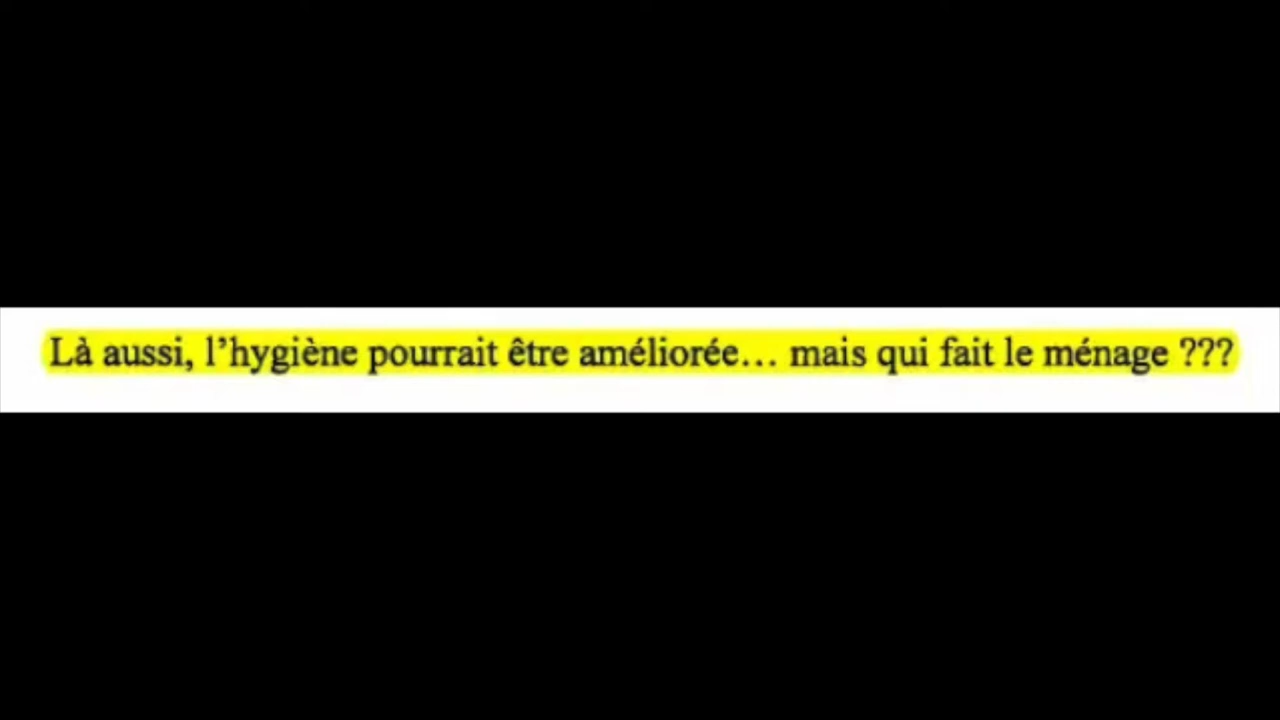 Là aussi, l’hygiène pourrait être améliorée… mais qui fait le ménage ???